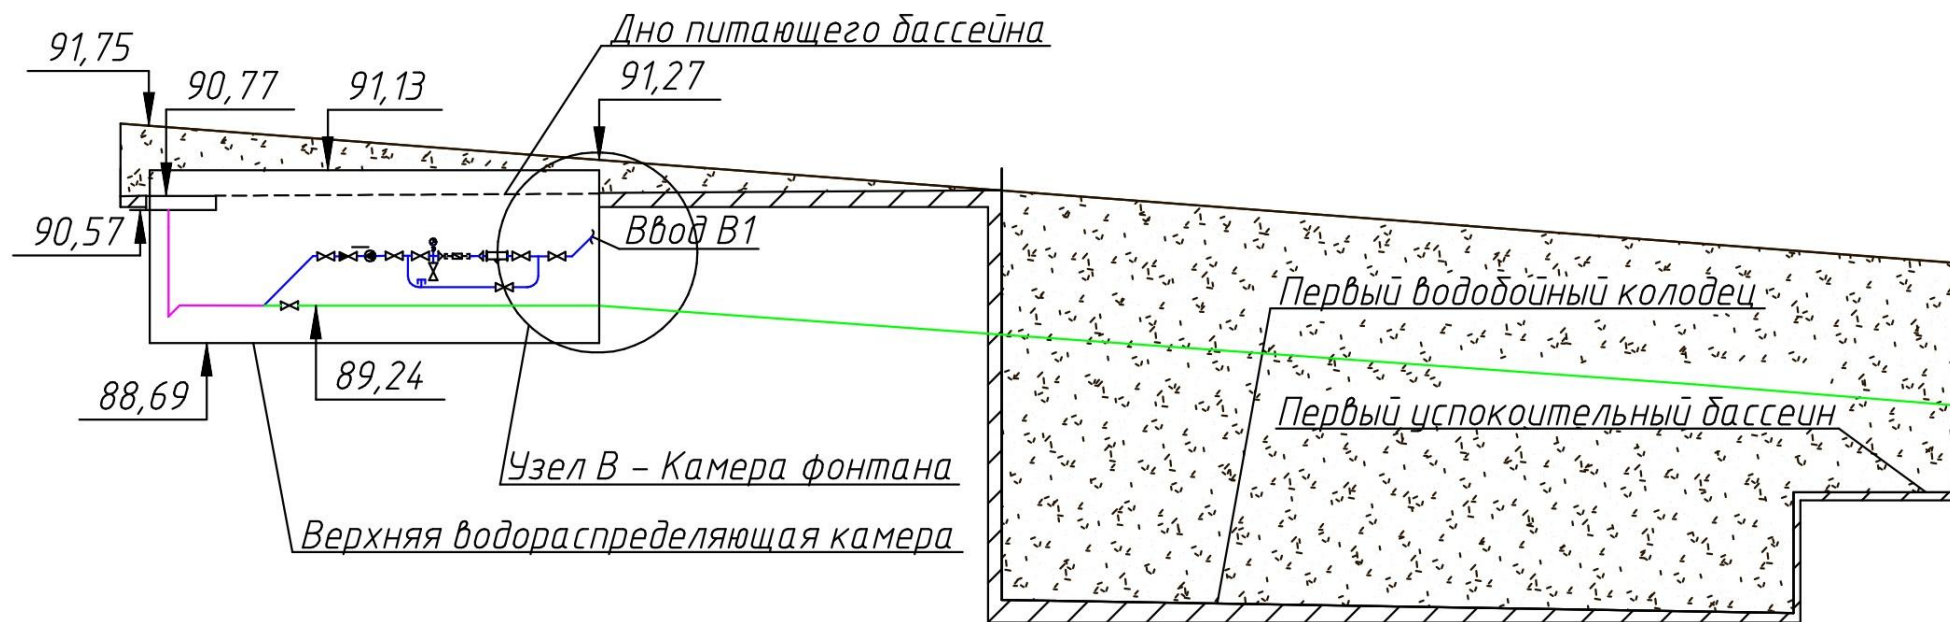 Дно питающего бассейна
91,75
90,77
91,13
91,27
90,57
Ввод В1
Первый водобойный колодец
89,24
88,69
Первый успокоительный бассеин
Узел В - Камера фонтана
Верхняя водораспределяющая камера